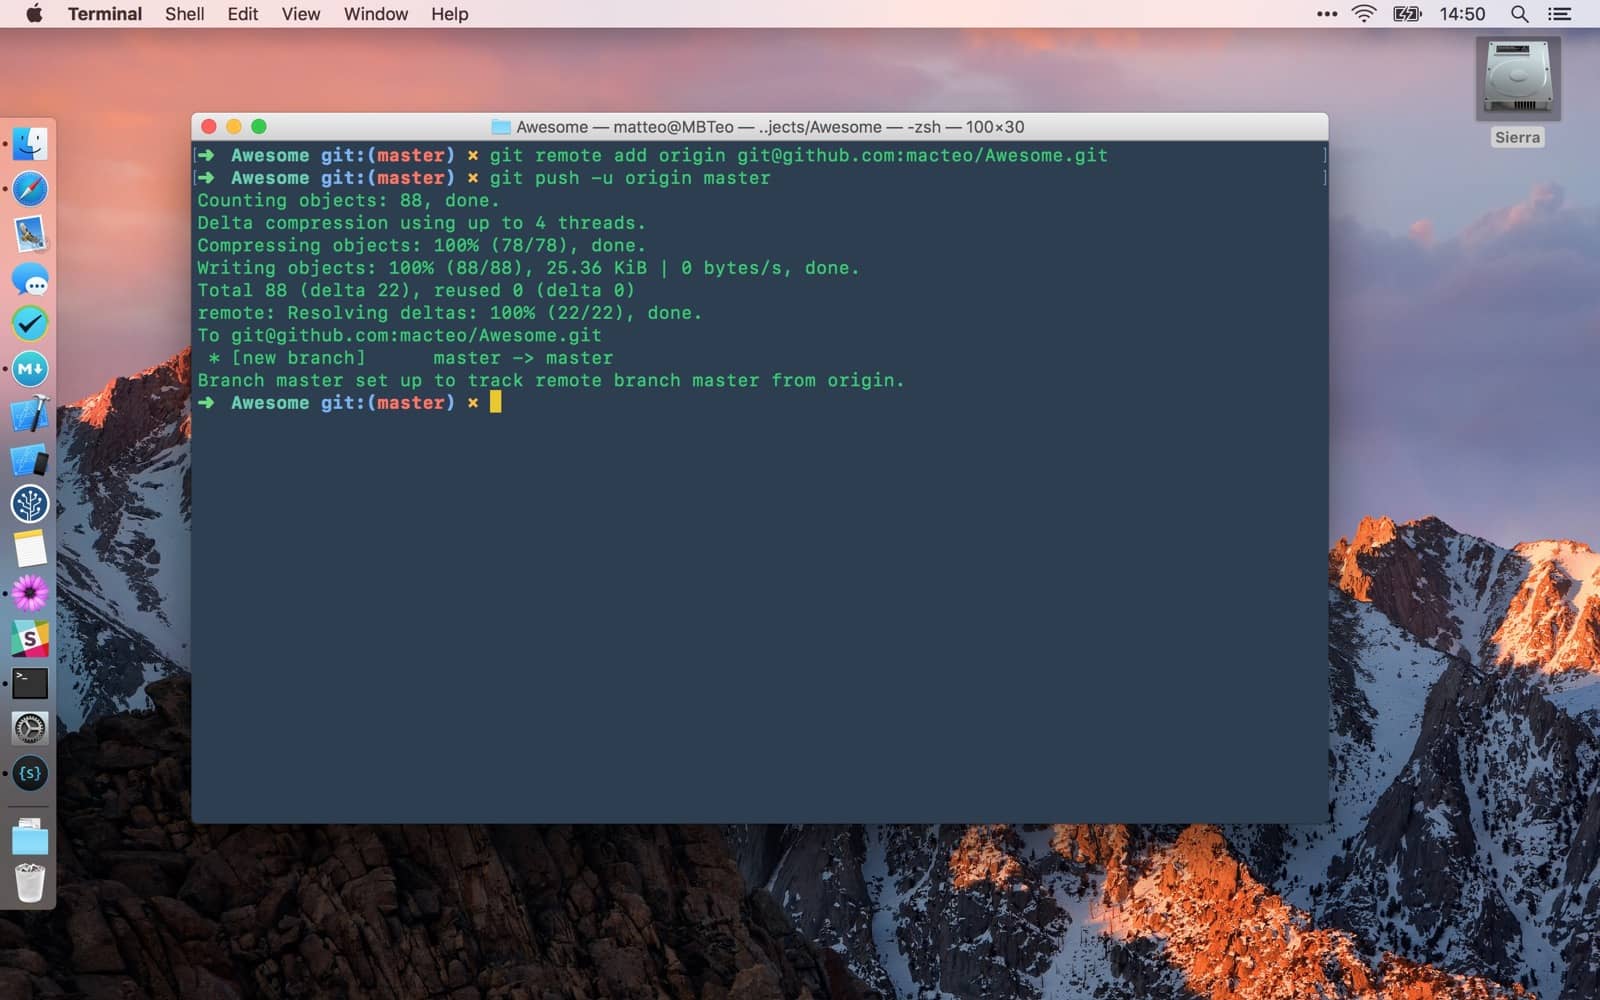 Terminal Shell Edit View Window Help ••• 14:50
Sierra
Awesome — matteo@MBTeo — ..jects/Awesome — -zsh — 100×30
[➜ Awesome git:(master) × git remote add origin git@github.com:macteo/Awesome.git ]
[➜ Awesome git:(master) × git push -u origin master ]
Counting objects: 88, done.
Delta compression using up to 4 threads.
Compressing objects: 100% (78/78), done.
Writing objects: 100% (88/88), 25.36 KiB | 0 bytes/s, done.
Total 88 (delta 22), reused 0 (delta 0)
remote: Resolving deltas: 100% (22/22), done.
To git@github.com:macteo/Awesome.git
 * [new branch]      master -> master
Branch master set up to track remote branch master from origin.
➜ Awesome git:(master) ×
M↓
S
>_
{s}